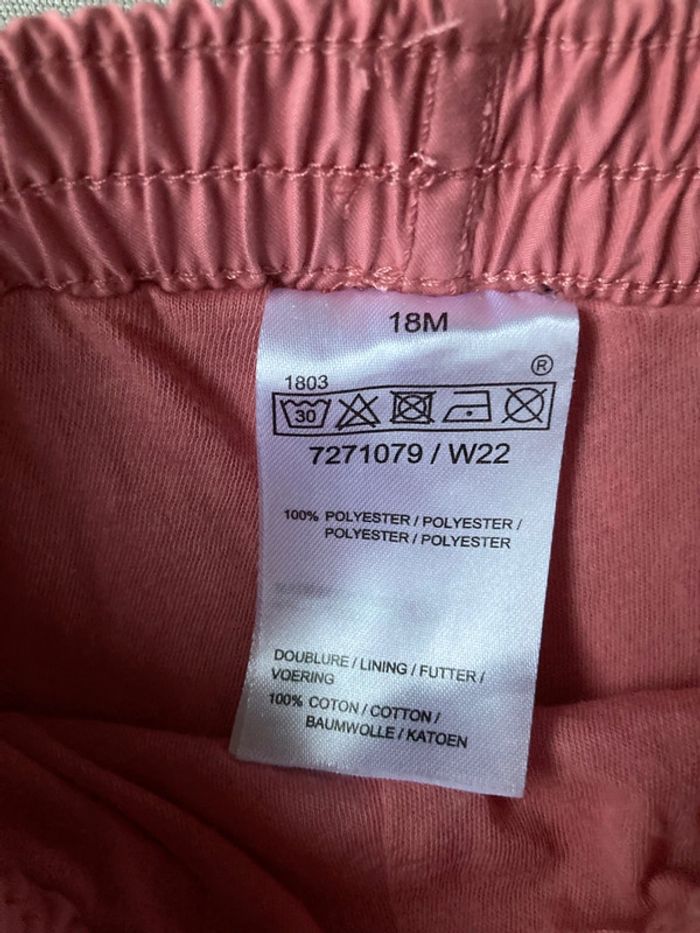 18M
®
1803
30
7271079 / W22
100% POLYESTER / POLYESTER /
POLYESTER / POLYESTER
DOUBLURE / LINING / FUTTER /
VOERING
100% COTON / COTTON /
BAUMWOLLE / KATOEN